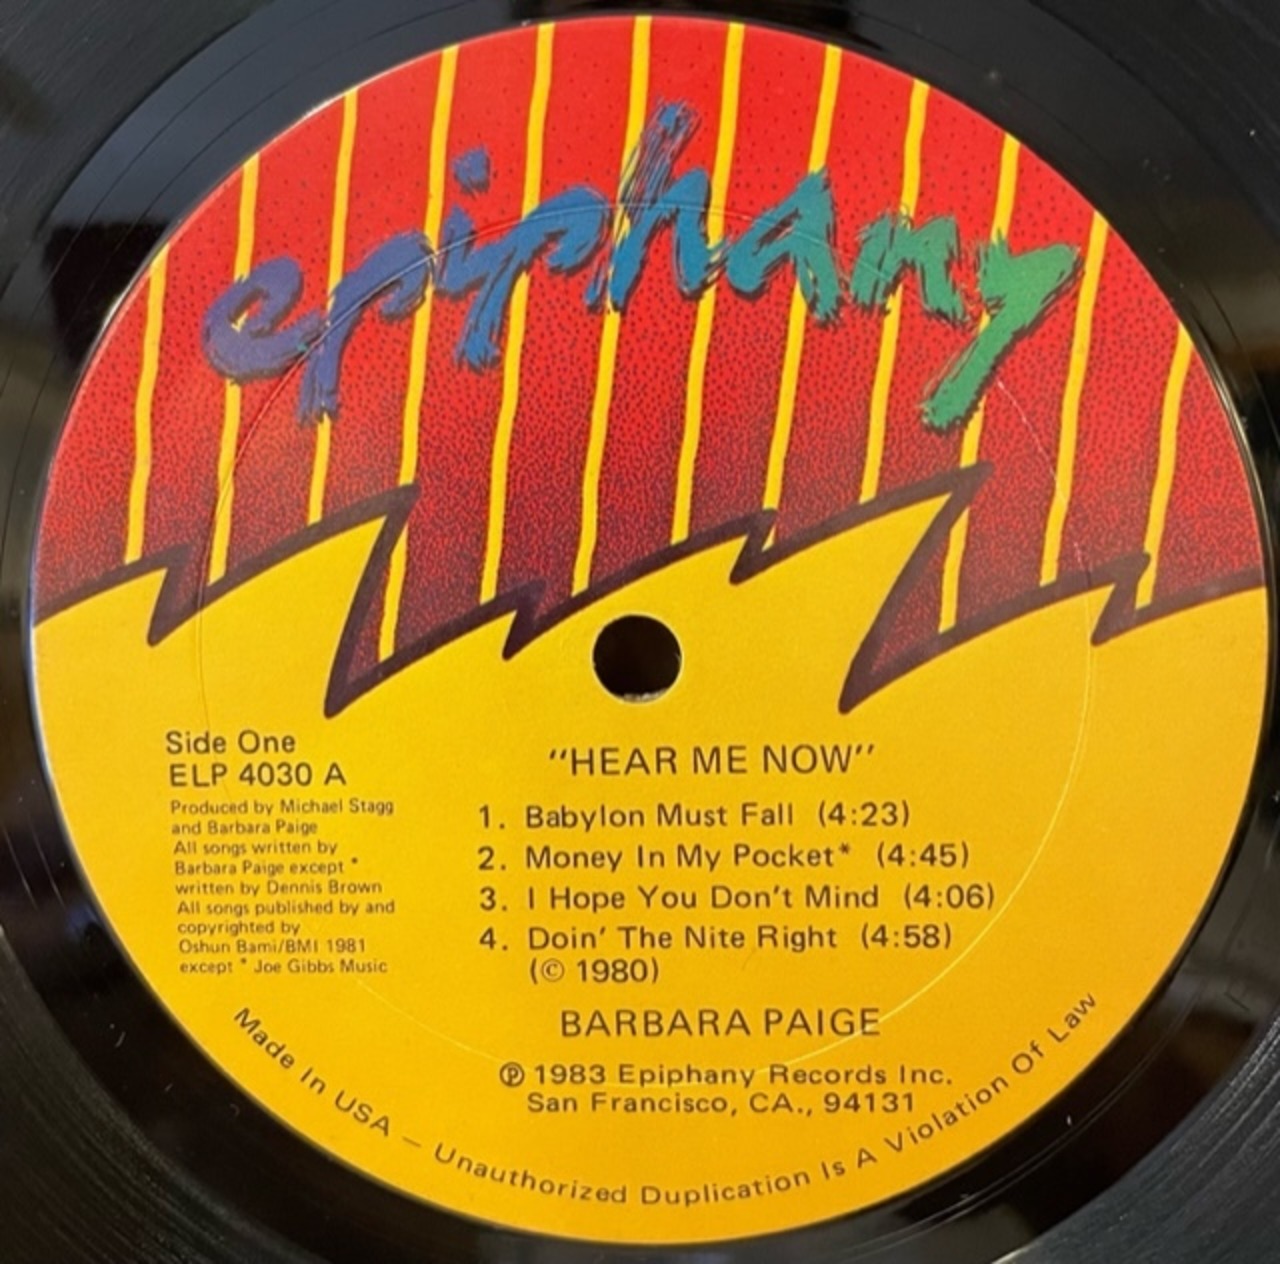 epiphany
Side One
ELP 4030 A
Produced by Michael Stagg
and Barbara Paige
All songs written by
Barbara Paige except *
written by Dennis Brown
All songs published by and
copyrighted by
Oshun Bami/BMI 1981
except * Joe Gibbs Music
"HEAR ME NOW"
1. Babylon Must Fall (4:23)
2. Money In My Pocket* (4:45)
3. I Hope You Don't Mind (4:06)
4. Doin' The Nite Right (4:58)
(© 1980)
BARBARA PAIGE
℗ 1983 Epiphany Records Inc.
San Francisco, CA., 94131
Made In USA – Unauthorized Duplication Is A Violation Of Law